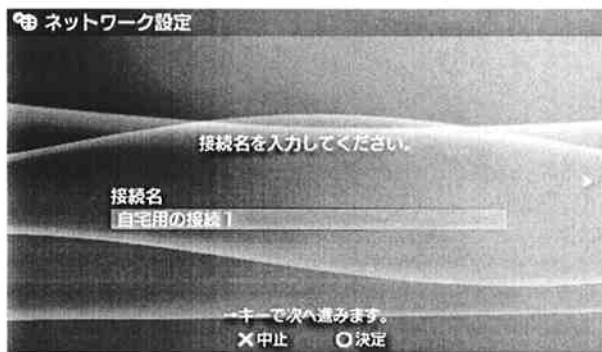 ネットワーク設定
接続名を入力してください。
接続名
自宅用の接続1
→キーで次へ進みます。
×中止 ○決定